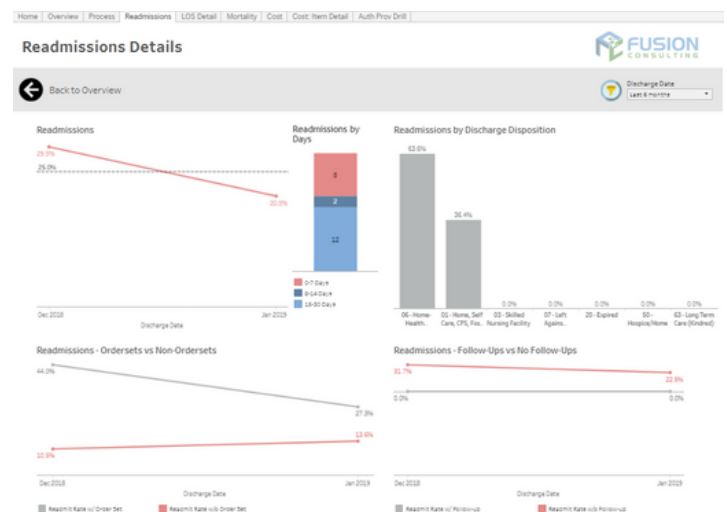 Home Overview Process Readmissions LOS Detail Mortality Cost Cost: Item Detail Auth Prov Drill
Readmissions Details
FUSION
CONSULTING
Back to Overview
Discharge Date
Last 6 months
Readmissions
29.5%
25.0%
20.5%
Dec 2018 Jan 2019
Discharge Date
Readmissions by
Days
2
12
0-7 Days
8-14 Days
15-30 Days
Readmissions by Discharge Disposition
63.6%
36.4%
0.0% 0.0% 0.0% 0.0% 0.0%
06 - Home- 01 - Home, Self 03 - Skilled 07 - Left 20 - Expired 50 - 63 - Long Term
Health.. Care, CPS, Fos.. Nursing Facility Agains.. Hospice/Home Care (Kindred)
Readmissions - Ordersets vs Non-Ordersets
44.0%
27.3%
13.6%
10.5%
Dec 2018 Jan 2019
Discharge Date
Readmit Rate w/ Order Set Readmit Rate w/o Order Set
Readmissions - Follow-Ups vs No Follow-Ups
31.7%
22.5%
0.0% 0.0%
Dec 2018 Jan 2019
Discharge Date
Readmit Rate w/ Follow-up Readmit Rate w/o Follow-up